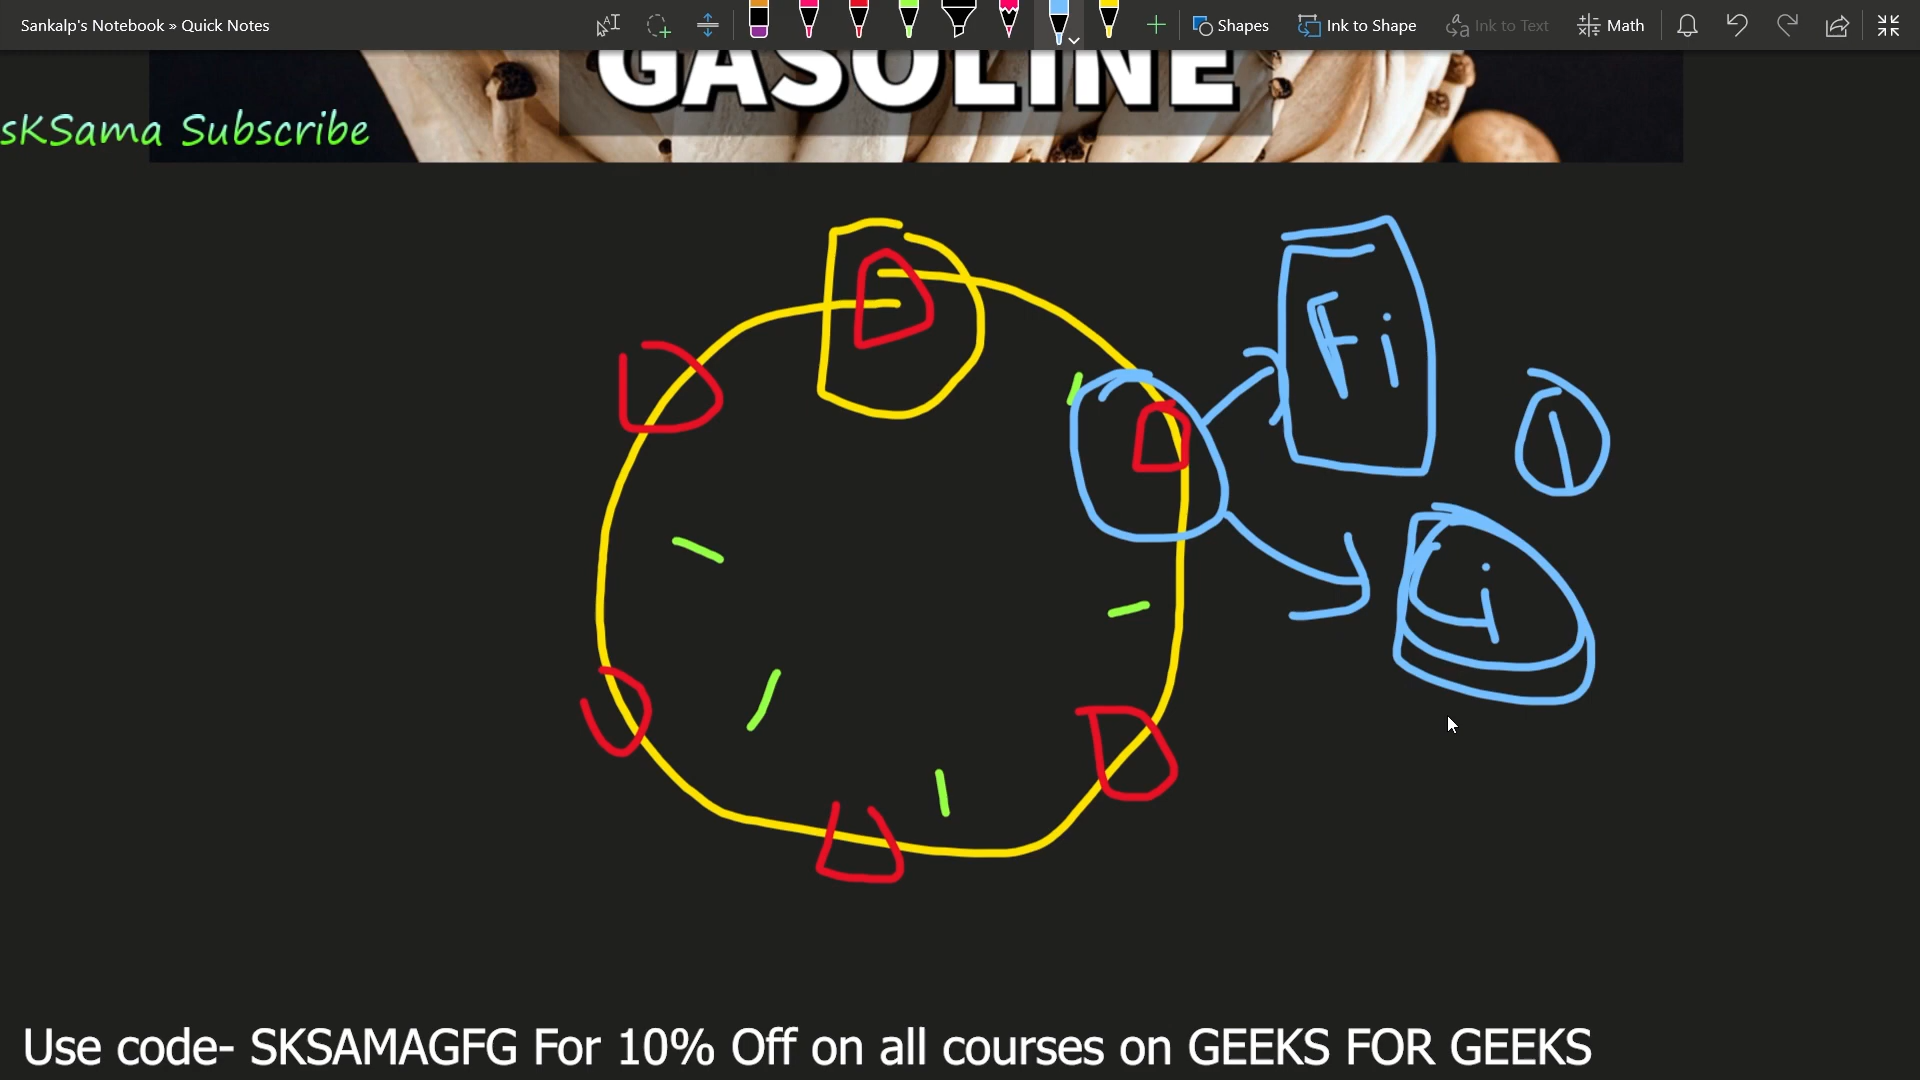 Sankalp's Notebook » Quick Notes
Shapes
Ink to Shape
Ink to Text
Math
GASOLINE
sKSama Subscribe
Fi
i
Use code- SKSAMAGFG For 10% Off on all courses on GEEKS FOR GEEKS